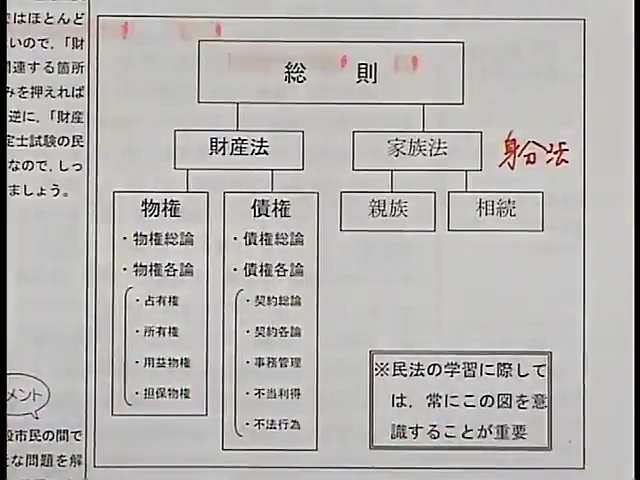 ではほとんど
いので，「財
関連する箇所
みを押えれば
逆に，「財産
定士試験の民
なので，しっ
ましょう。
総　則
財産法
家族法
身分法
物権
・物権総論
・物権各論
・占有権
・所有権
・用益物権
・担保物権
債権
・債権総論
・債権各論
・契約総論
・契約各論
・事務管理
・不当利得
・不法行為
親族
相続
※民法の学習に際して
は，常にこの図を意
識することが重要
メント
市民の間で
な問題を解